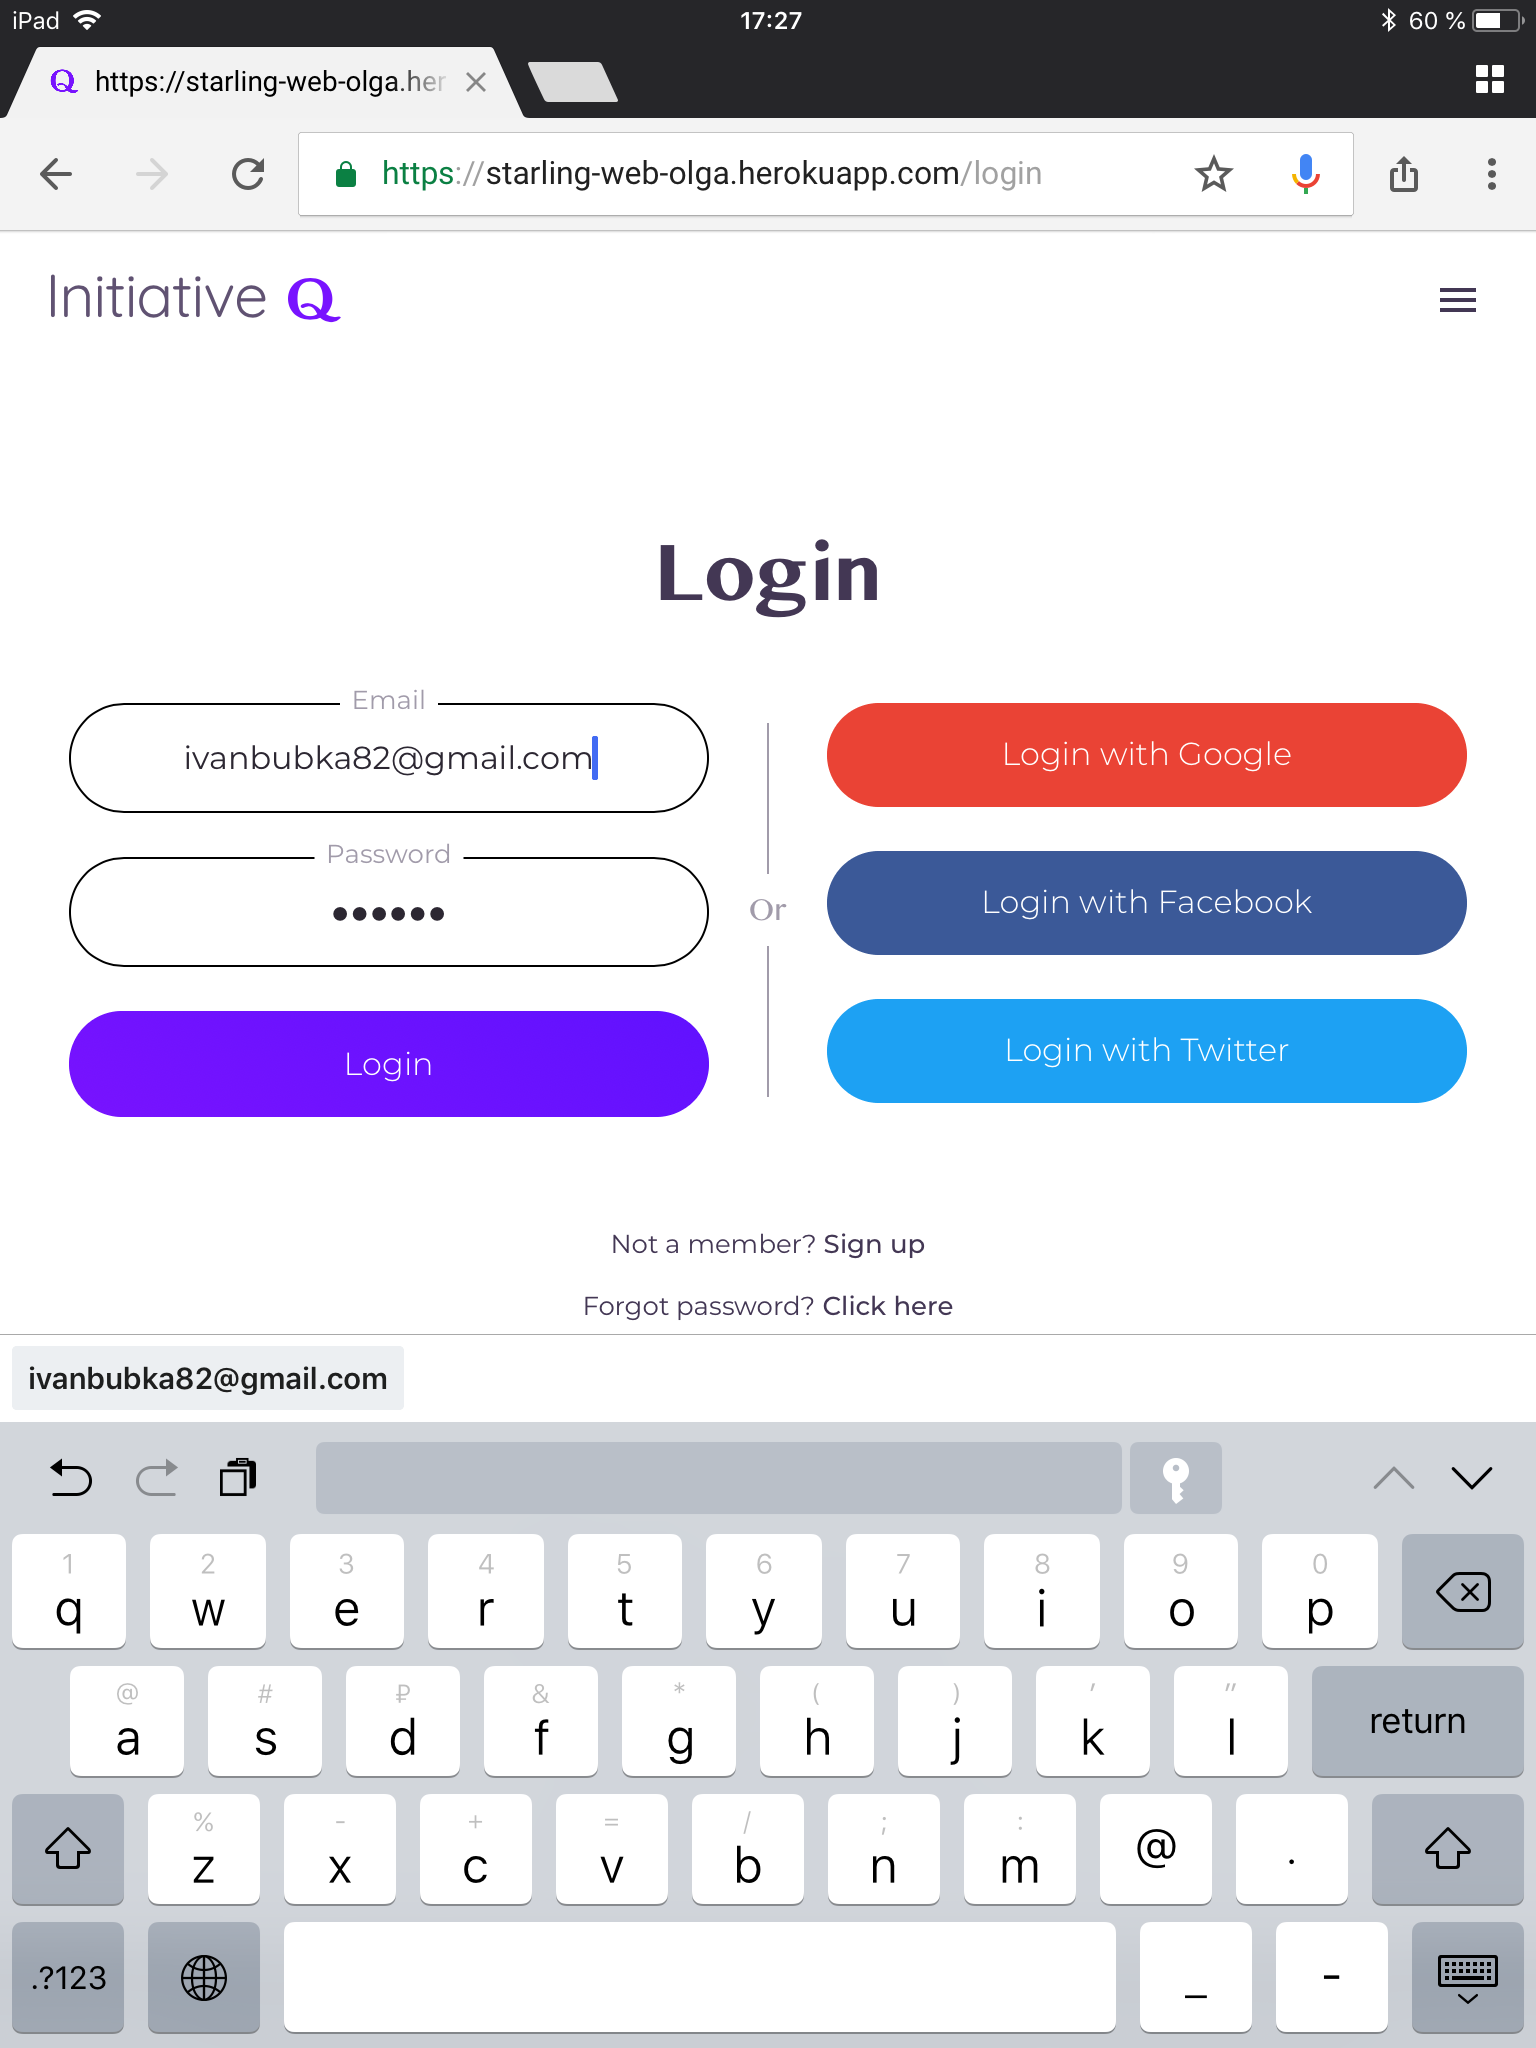 iPad 17:27 60 %
https://starling-web-olga.her
https://starling-web-olga.herokuapp.com/login
Initiative Q
Login
Email
ivanbubka82@gmail.com
Password
••••••
Login
Or
Login with Google
Login with Facebook
Login with Twitter
Not a member? Sign up
Forgot password? Click here
ivanbubka82@gmail.com
1 2 3 4 5 6 7 8 9 0
q w e r t y u i o p
@ # ₽ & * ( ) ' "
a s d f g h j k l return
% - + = / ; :
z x c v b n m @ .
.?123 _ -